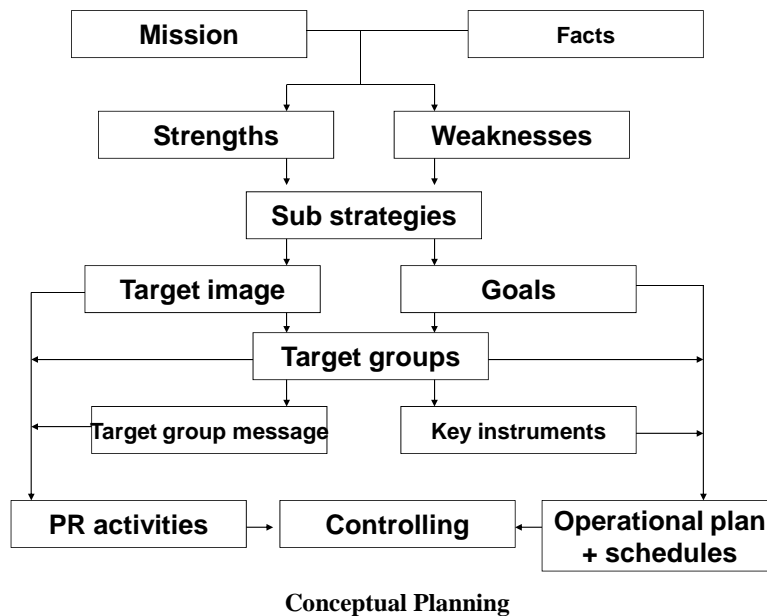 Mission
Facts
Strengths
Weaknesses
Sub strategies
Target image
Goals
Target groups
Target group message
Key instruments
PR activities
Controlling
Operational plan
+ schedules
Conceptual Planning